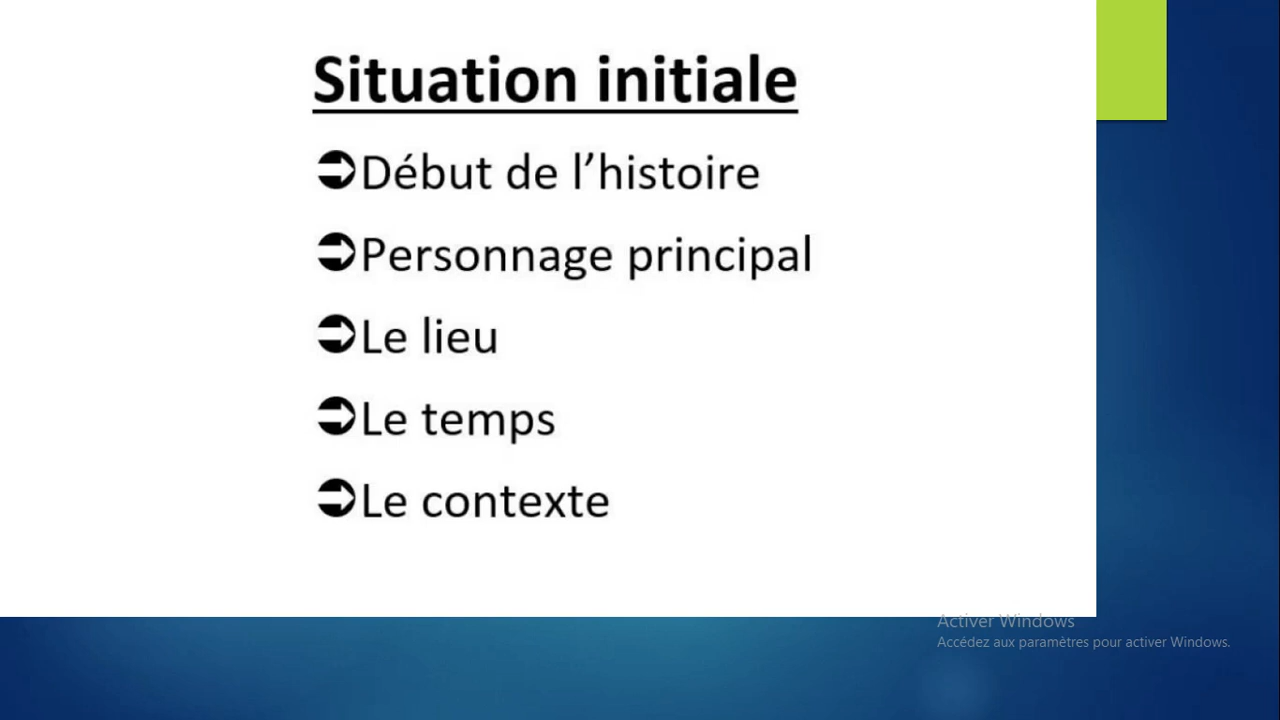 Situation initiale
➲Début de l’histoire
➲Personnage principal
➲Le lieu
➲Le temps
➲Le contexte
Activer Windows
Accédez aux paramètres pour activer Windows.